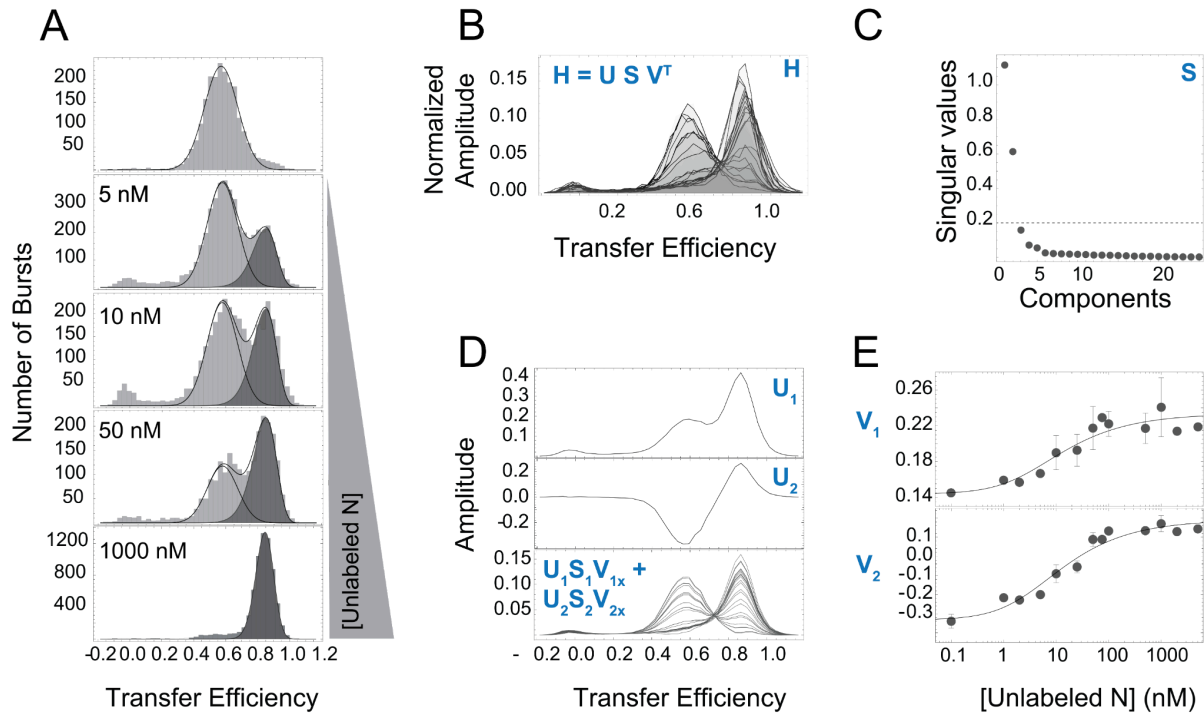 A
Number of Bursts
200
150
100
50
5 nM
300
200
100
10 nM
200
150
100
50
50 nM
200
150
100
50
1000 nM
1200
800
400
[Unlabeled N]
-0.2 0.0 0.2 0.4 0.6 0.8 1.0 1.2
Transfer Efficiency
B
H = U S Vᵀ
H
Normalized
Amplitude
0.15
0.10
0.05
0.00
0.2 0.6 1.0
Transfer Efficiency
C
S
Singular values
1.0
0.8
0.6
0.4
0.2
0 5 10 20
Components
D
Amplitude
0.4
0.3
0.1
U₁
0.2
0.0
-0.2
U₂
0.15
0.10
0.05
U₁S₁V₁ₓ +
U₂S₂V₂ₓ
- -0.2 0.0 0.2 0.4 0.6 0.8 1.0
Transfer Efficiency
E
V₁
0.26
0.22
0.18
0.14
V₂
0.1
0.0
-0.1
-0.2
-0.3
0.1 1 10 100 1000
[Unlabeled N] (nM)